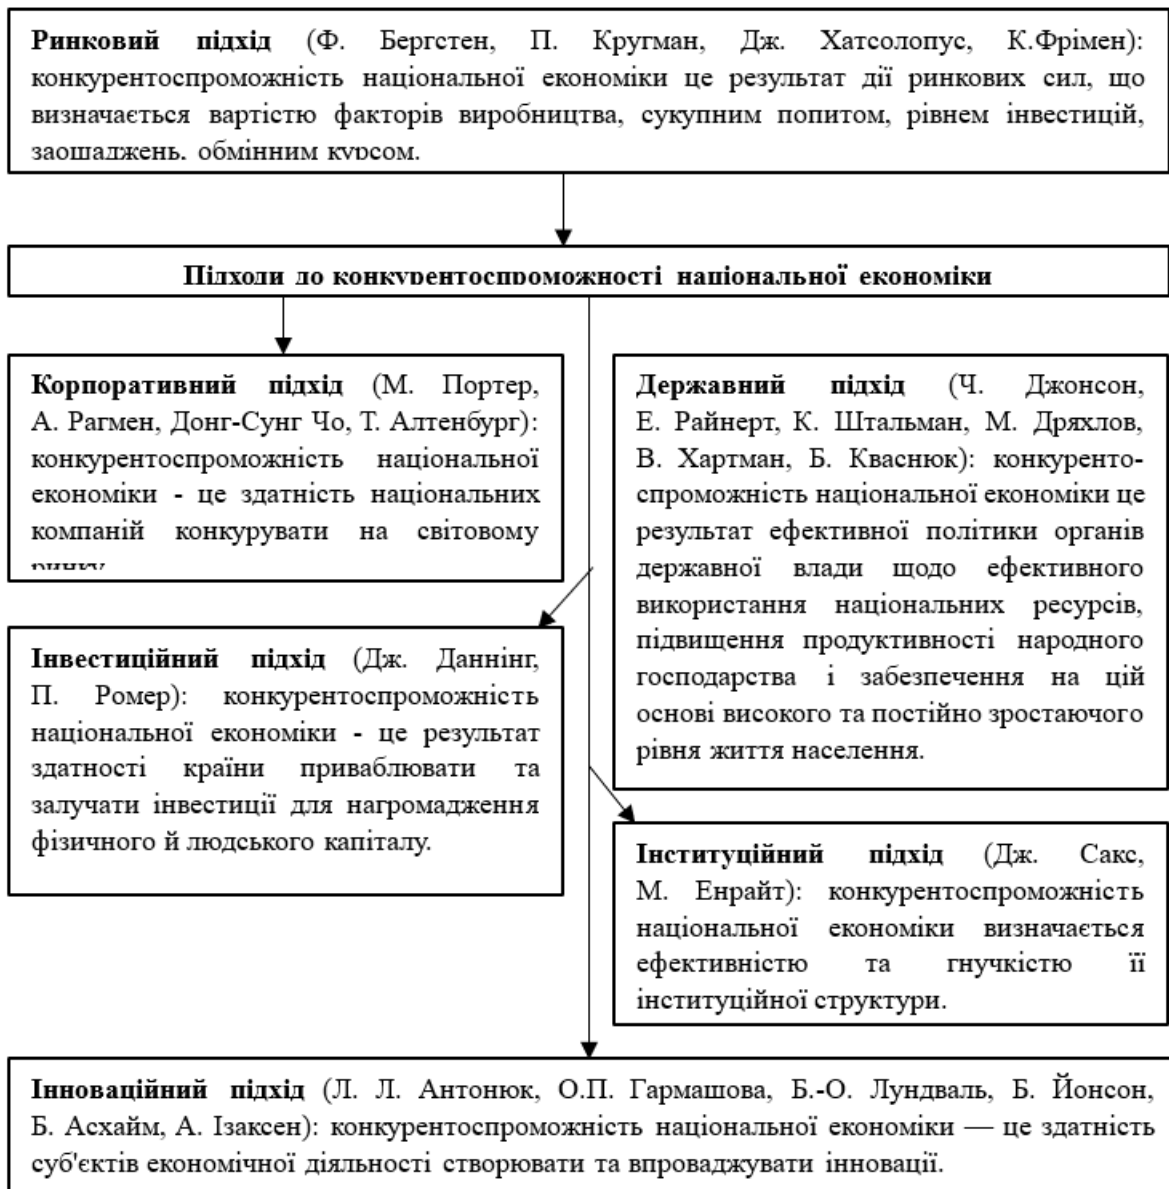 Ринковий підхід (Ф. Бергстен, П. Кругман, Дж. Хатсолопус, К.Фрімен):
конкурентоспроможність національної економіки це результат дії ринкових сил, що
визначається вартістю факторів виробництва, сукупним попитом, рівнем інвестицій,
заощаджень, обмінним курсом.
Підходи до конкурентоспроможності національної економіки
Корпоративний підхід (М. Портер,
А. Рагмен, Донг-Сунг Чо, Т. Алтенбург):
конкурентоспроможність національної
економіки - це здатність національних
компаній конкурувати на світовому
ринку
Державний підхід (Ч. Джонсон,
Е. Райнерт, К. Штальман, М. Дряхлов,
В. Хартман, Б. Кваснюк): конкуренто-
спроможність національної економіки це
результат ефективної політики органів
державної влади щодо ефективного
використання національних ресурсів,
підвищення продуктивності народного
господарства і забезпечення на цій
основі високого та постійно зростаючого
рівня життя населення.
Інвестиційний підхід (Дж. Даннінг,
П. Ромер): конкурентоспроможність
національної економіки - це результат
здатності країни приваблювати та
залучати інвестиції для нагромадження
фізичного й людського капіталу.
Інституційний підхід (Дж. Сакс,
М. Енрайт): конкурентоспроможність
національної економіки визначається
ефективністю та гнучкістю її
інституційної структури.
Інноваційний підхід (Л. Л. Антонюк, О.П. Гармашова, Б.-О. Лундваль, Б. Йонсон,
Б. Асхайм, А. Ізаксен): конкурентоспроможність національної економіки — це здатність
суб'єктів економічної діяльності створювати та впроваджувати інновації.